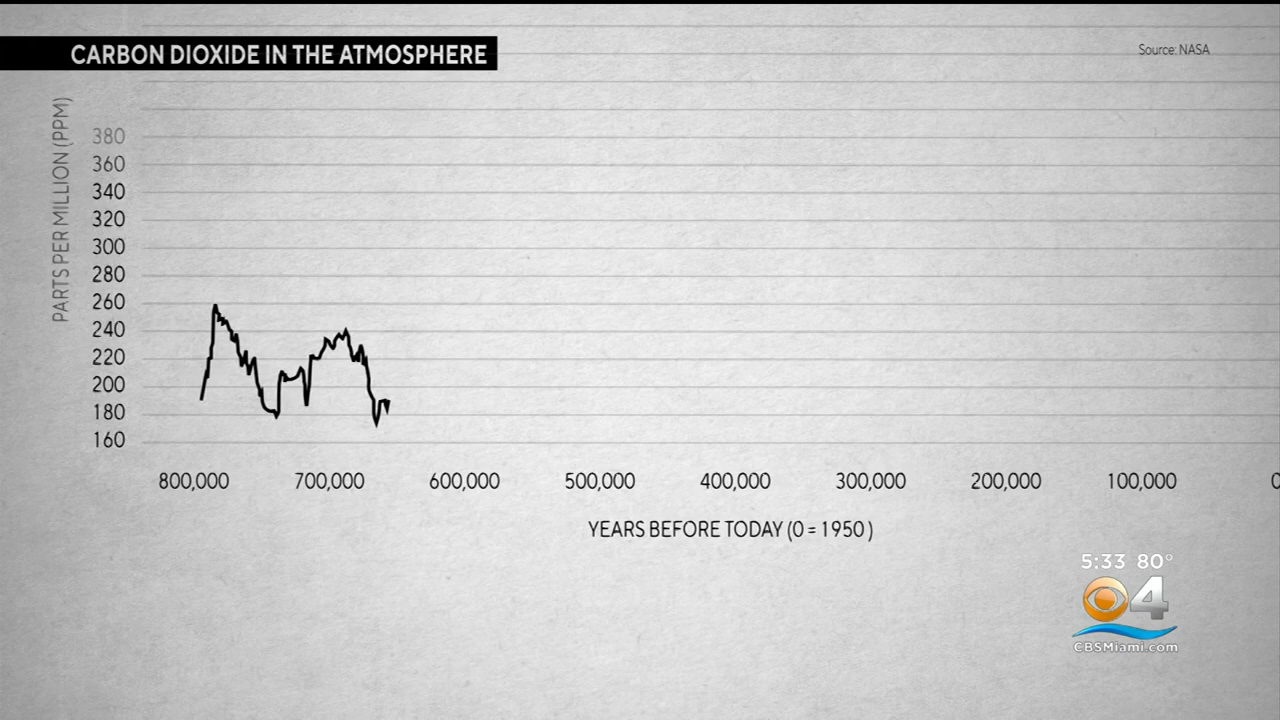 CARBON DIOXIDE IN THE ATMOSPHERE
Source: NASA
PARTS PER MILLION (PPM)
380
360
340
320
300
280
260
240
220
200
180
160
800,000 700,000 600,000 500,000 400,000 300,000 200,000 100,000 0
YEARS BEFORE TODAY (0 = 1950 )
5:33 80°
4
CBSMiami.com